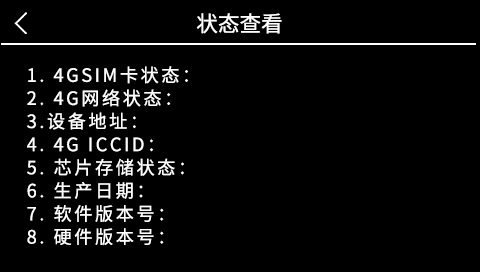 状态查看
1. 4GSIM卡状态：
2. 4G网络状态：
3.设备地址：
4. 4G ICCID：
5. 芯片存储状态：
6. 生产日期：
7. 软件版本号：
8. 硬件版本号：